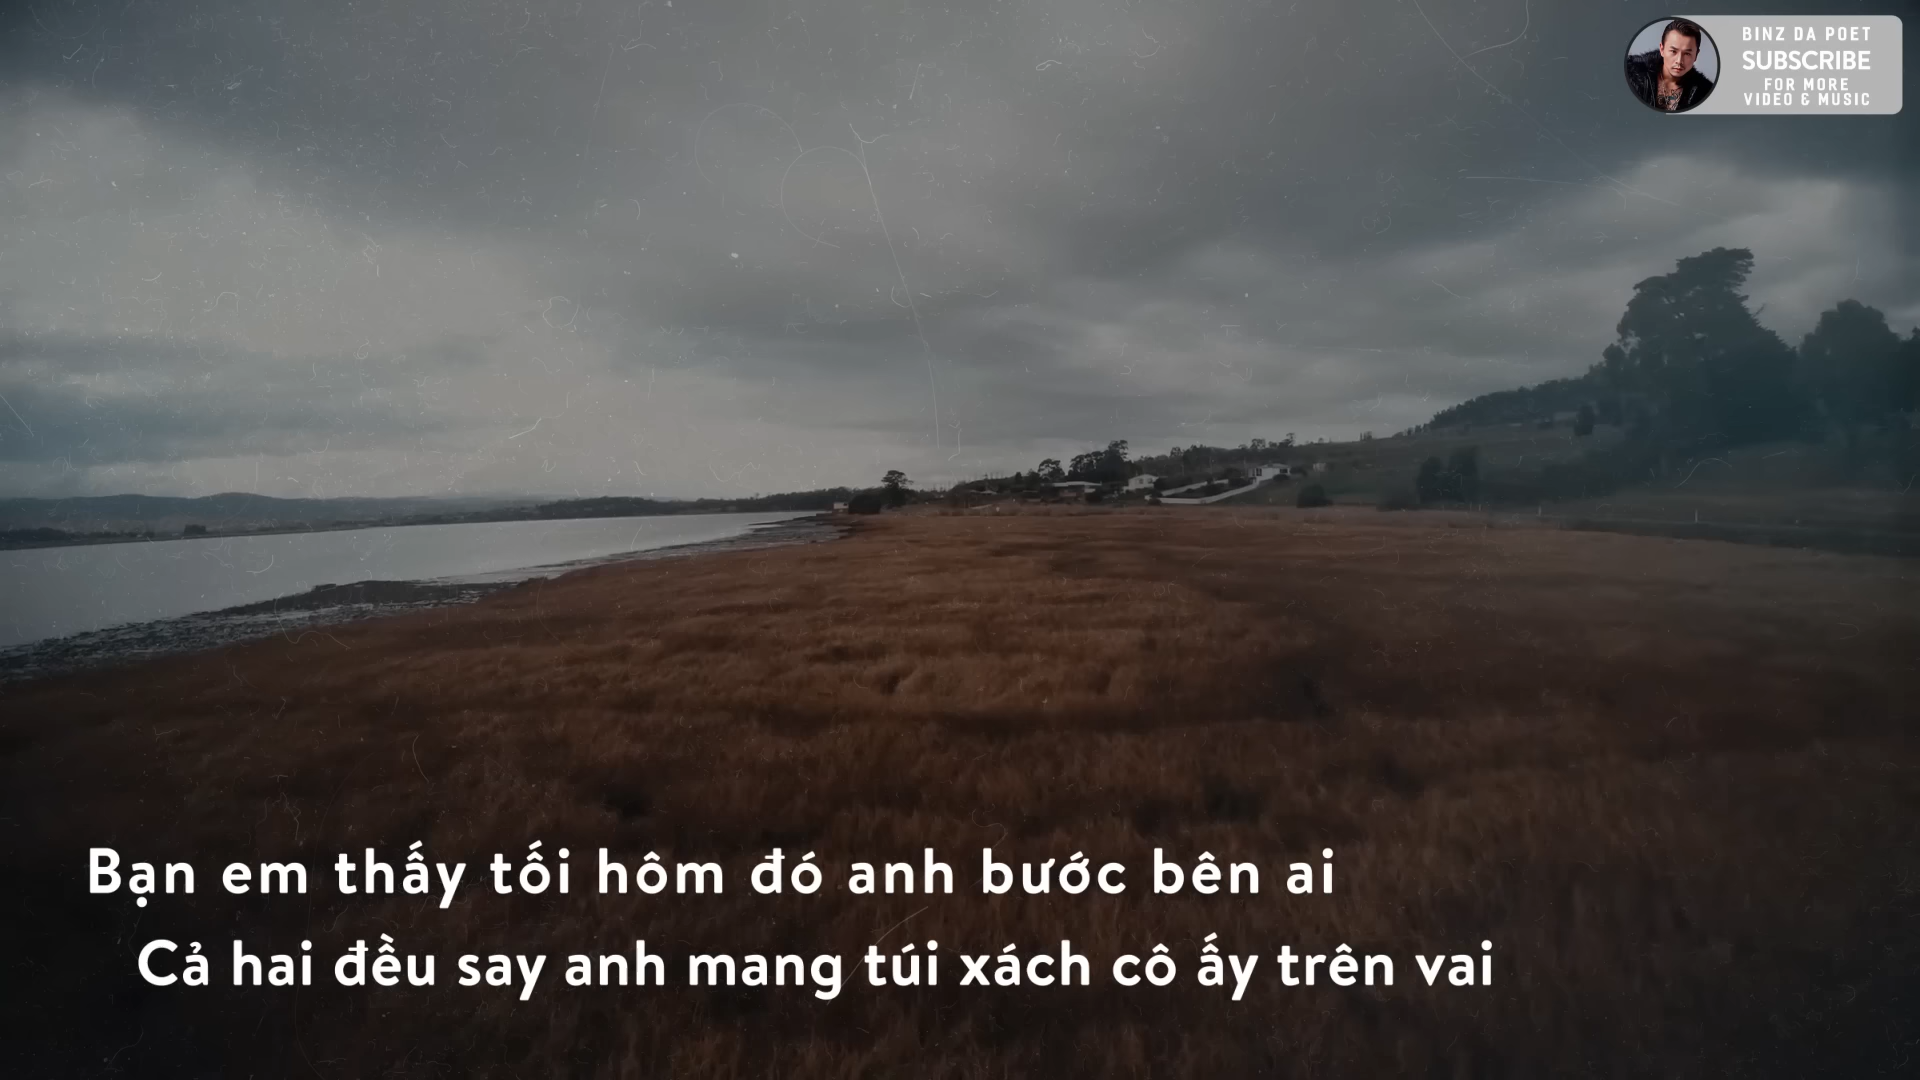 BINZ DA POET
SUBSCRIBE
FOR MORE
VIDEO & MUSIC
Bạn em thấy tối hôm đó anh bước bên ai
Cả hai đều say anh mang túi xách cô ấy trên vai